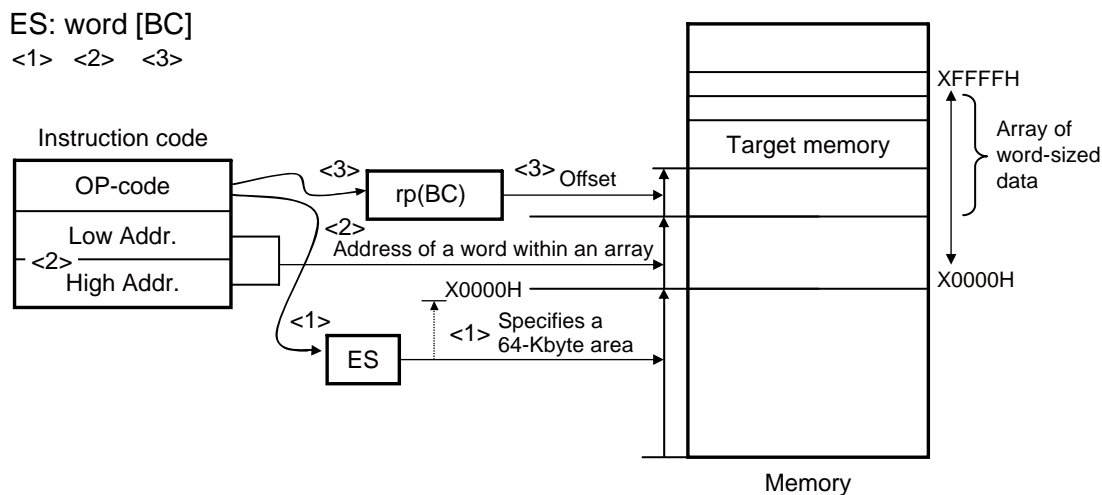 ES: word [BC]
<1> <2> <3>
XFFFFH
Array of
word-sized
data
Instruction code
Target memory
OP-code
<3>
rp(BC)
<3>
Offset
Low Addr.
<2>
Address of a word within an array
<2>
High Addr.
X0000H
X0000H
<1>
<1>
Specifies a
64-Kbyte area
ES
Memory